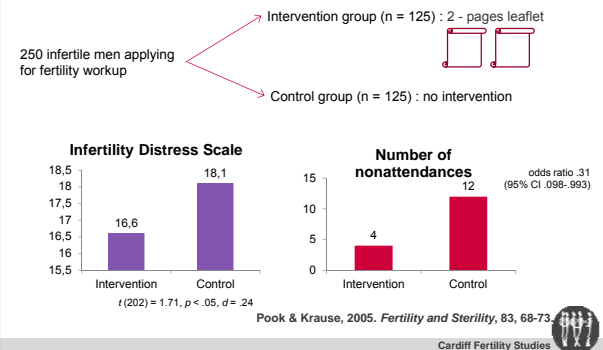 Intervention group (n = 125) : 2 - pages leaflet
250 infertile men applying
for fertility workup
Control group (n = 125) : no intervention
Infertility Distress Scale
18,5
18
17,5
17
16,5
16
15,5
16,6
18,1
Intervention
Control
t (202) = 1.71, p < .05, d = .24
Number of
nonattendances
odds ratio .31
(95% CI .098-.993)
15
10
5
0
4
12
Intervention
Control
Pook & Krause, 2005. Fertility and Sterility, 83, 68-73.
Cardiff Fertility Studies